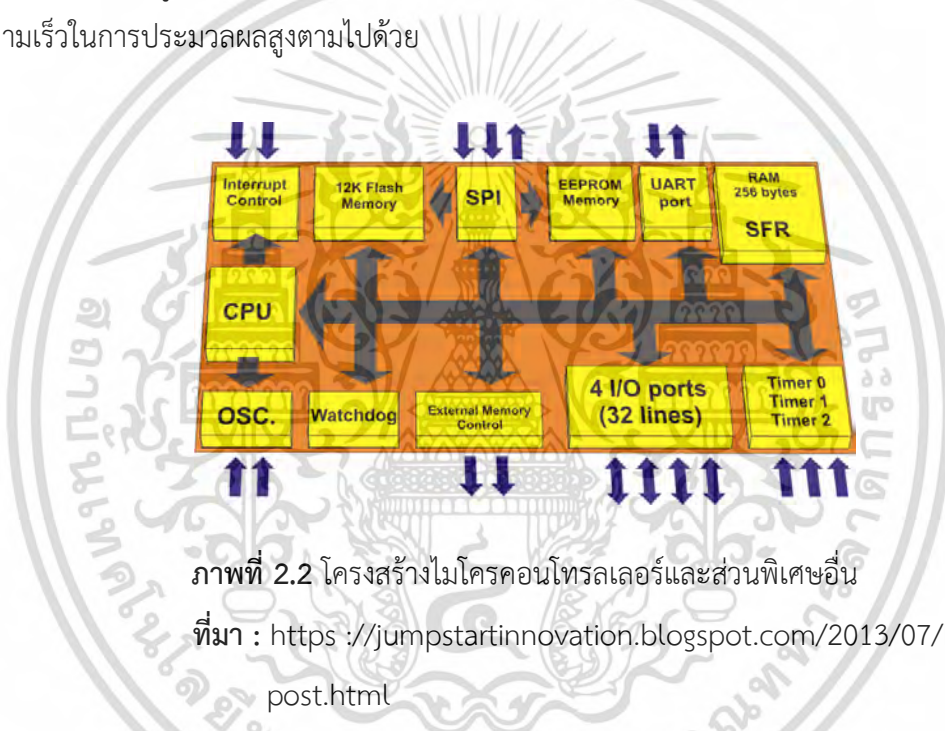 ามเร็วในการประมวลผลสูงตามไปด้วย
Interrupt
Control
12K Flash
Memory
SPI
EEPROM
Memory
UART
port
RAM
256 bytes
SFR
CPU
OSC.
Watchdog
External Memory
Control
4 I/O ports
(32 lines)
Timer 0
Timer 1
Timer 2
ภาพที่ 2.2 โครงสร้างไมโครคอนโทรลเลอร์และส่วนพิเศษอื่น
ที่มา : https ://jumpstartinnovation.blogspot.com/2013/07/
post.html